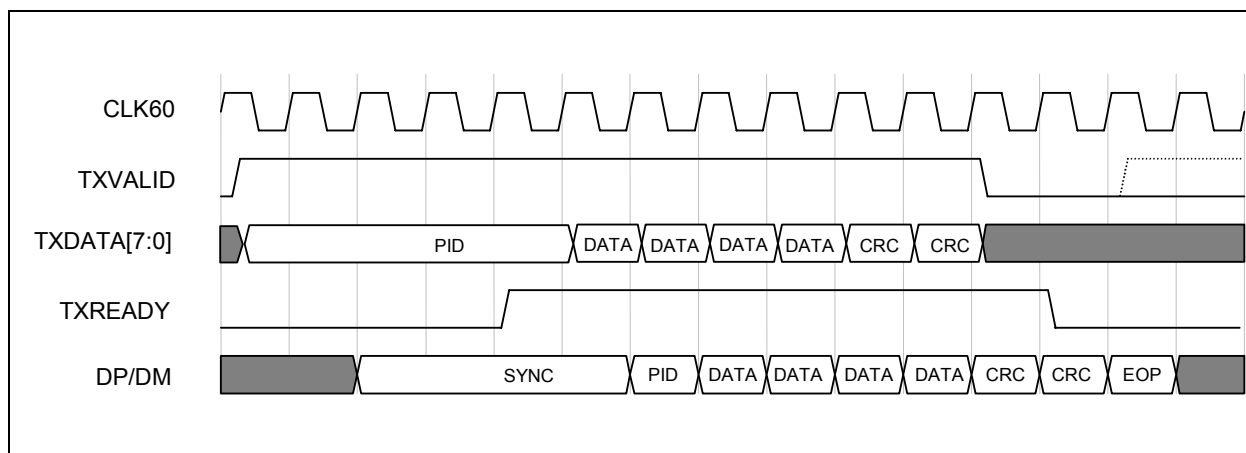 CLK60
TXVALID
TXDATA[7:0] PID DATA DATA DATA DATA CRC CRC
TXREADY
DP/DM SYNC PID DATA DATA DATA DATA CRC CRC EOP